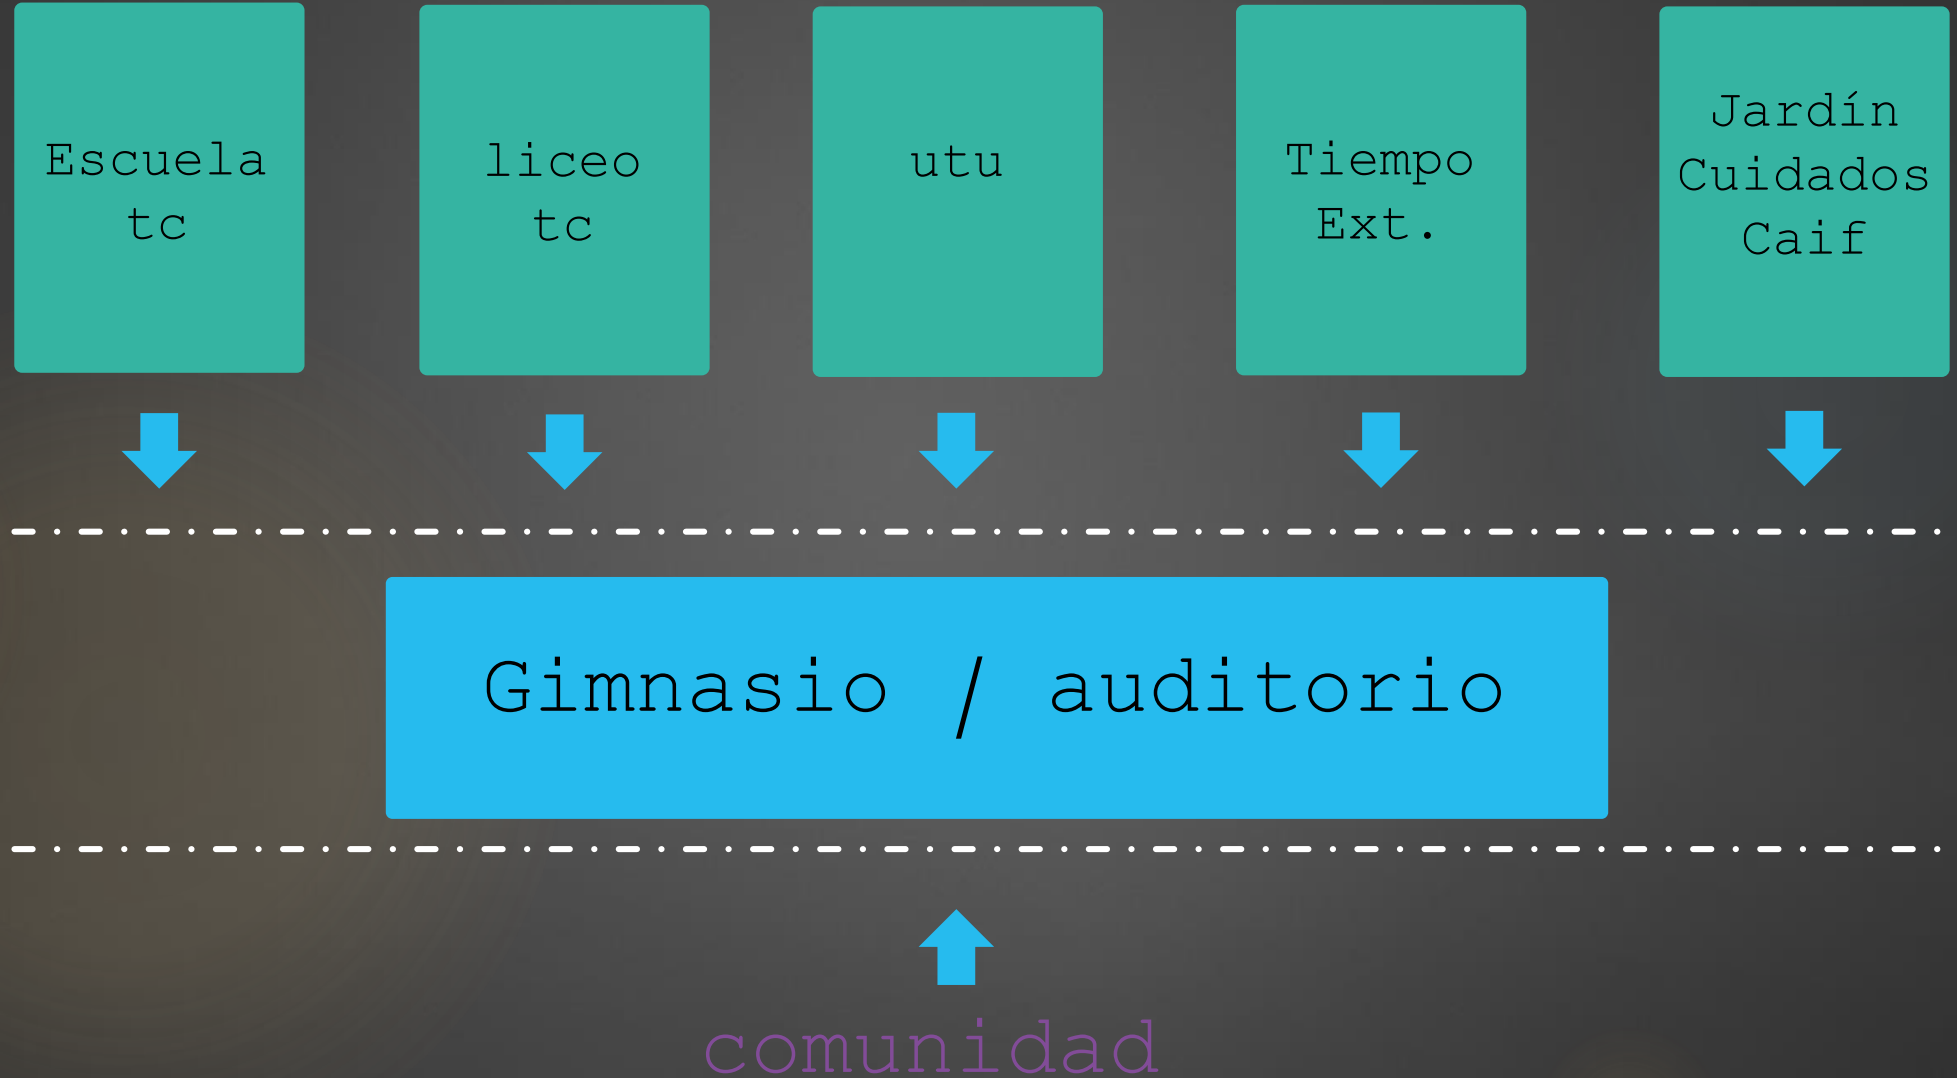 Escuela
tc
liceo
tc
utu
Tiempo
Ext.
Jardín
Cuidados
Caif
Gimnasio / auditorio
comunidad